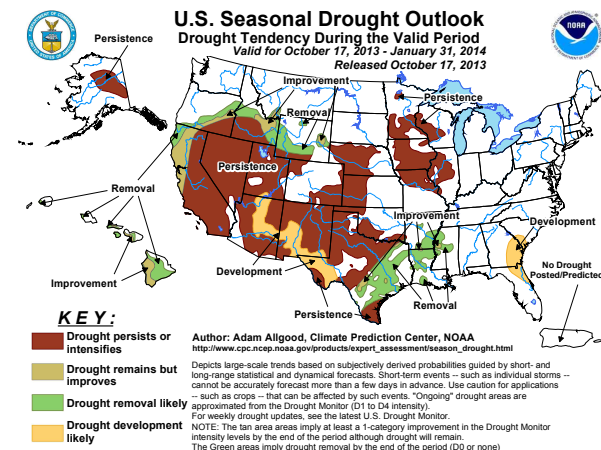 U.S. Seasonal Drought Outlook
Drought Tendency During the Valid Period
Valid for October 17, 2013 - January 31, 2014
Released October 17, 2013
NOAA
Persistence
Improvement
Persistence
Removal
Persistence
Removal
Improvement
Development
No Drought
Posted/Predicted
Development
Improvement
Removal
Persistence
KEY:
Drought persists or
intensifies
Drought remains but
improves
Drought removal likely
Drought development
likely
Author: Adam Allgood, Climate Prediction Center, NOAA
http://www.cpc.ncep.noaa.gov/products/expert_assessment/season_drought.html
Depicts large-scale trends based on subjectively derived probabilities guided by short- and
long-range statistical and dynamical forecasts. Short-term events -- such as individual storms --
cannot be accurately forecast more than a few days in advance. Use caution for applications
-- such as crops -- that can be affected by such events. "Ongoing" drought areas are
approximated from the Drought Monitor (D1 to D4 intensity).
For weekly drought updates, see the latest U.S. Drought Monitor.
NOTE: The tan area areas imply at least a 1-category improvement in the Drought Monitor
intensity levels by the end of the period although drought will remain.
The Green areas imply drought removal by the end of the period (D0 or none)